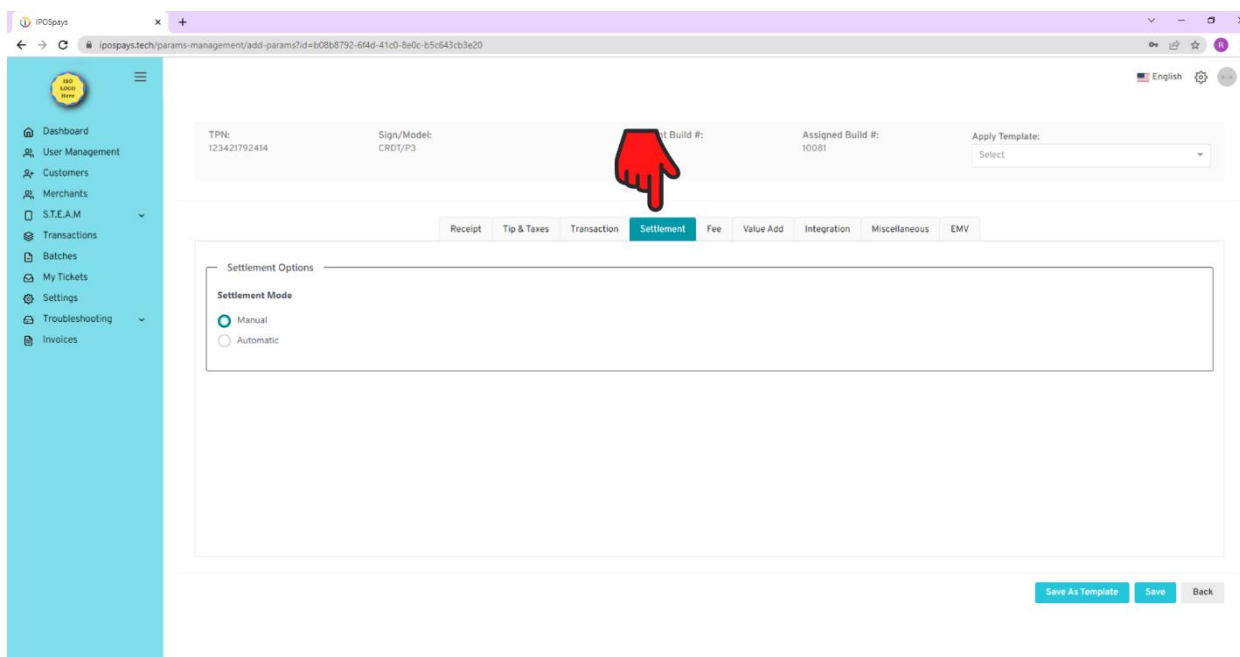 IPOSpays
ipospays.tech/params-management/add-params?id=b08b8792-6f4d-41c0-8e0c-b5c643cb3e20
R
ISO
LOGO
Here
English
Dashboard
User Management
Customers
Merchants
S.T.E.A.M
Transactions
Batches
My Tickets
Settings
Troubleshooting
Invoices
TPN:
123421792414
Sign/Model:
CRDT/P3
Build #:
Assigned Build #:
10081
Apply Template:
Select
Receipt Tip & Taxes Transaction Settlement Fee Value Add Integration Miscellaneous EMV
Settlement Options
Settlement Mode
Manual
Automatic
Save As Template Save Back